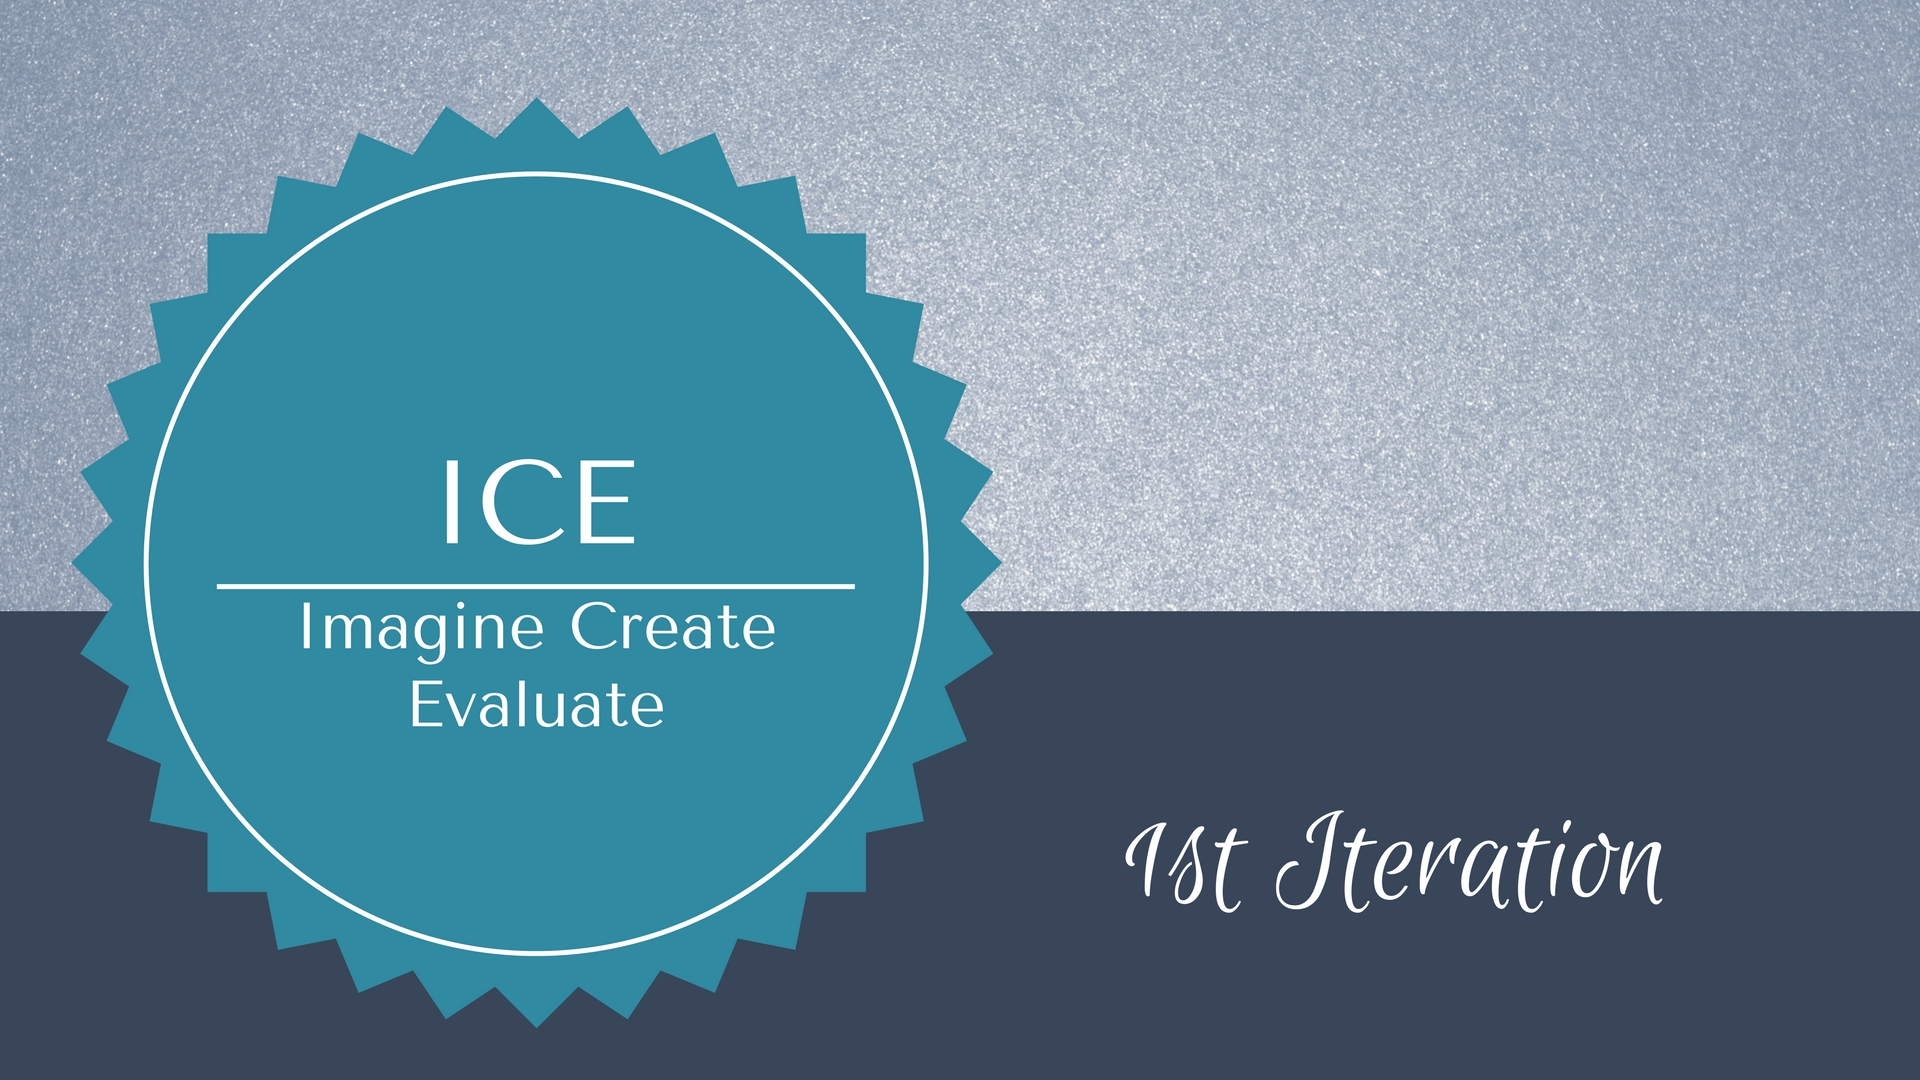 ICE
Imagine Create
Evaluate
1st Iteration